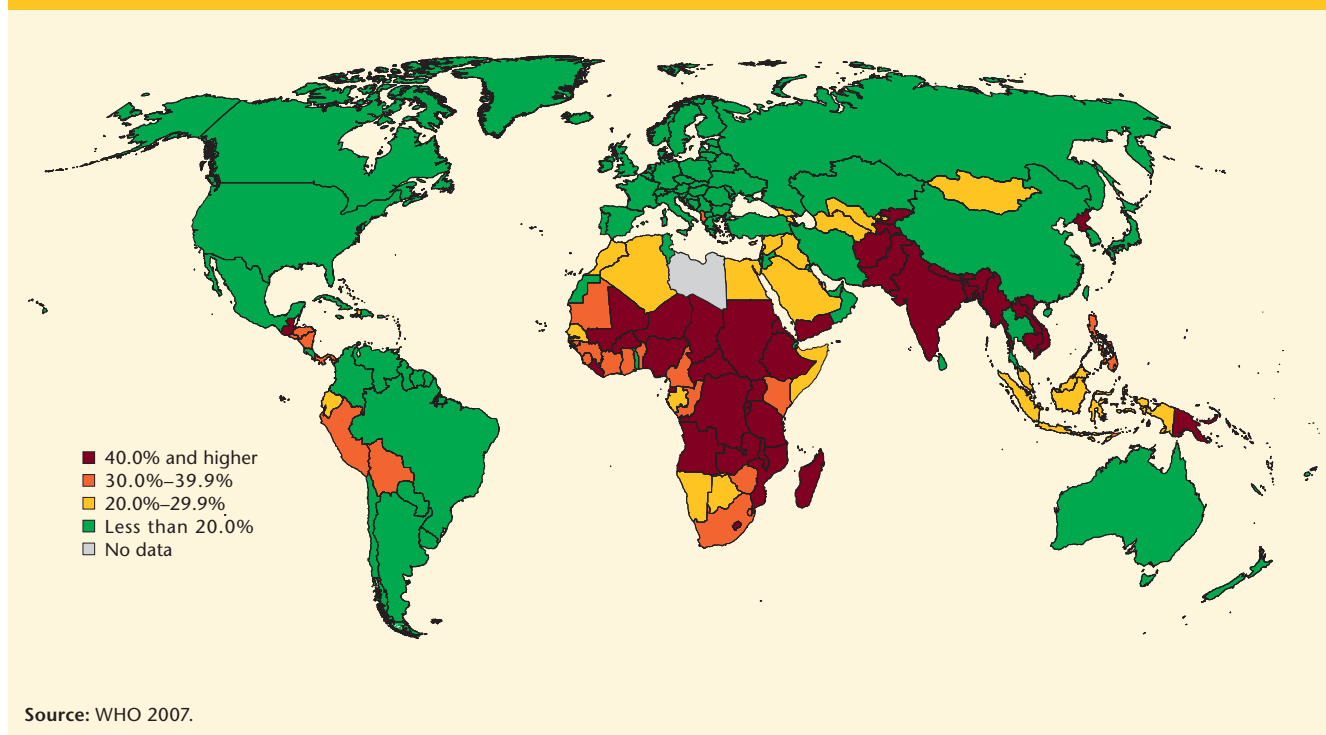 40.0% and higher
30.0%–39.9%
20.0%–29.9%
Less than 20.0%
No data
Source: WHO 2007.